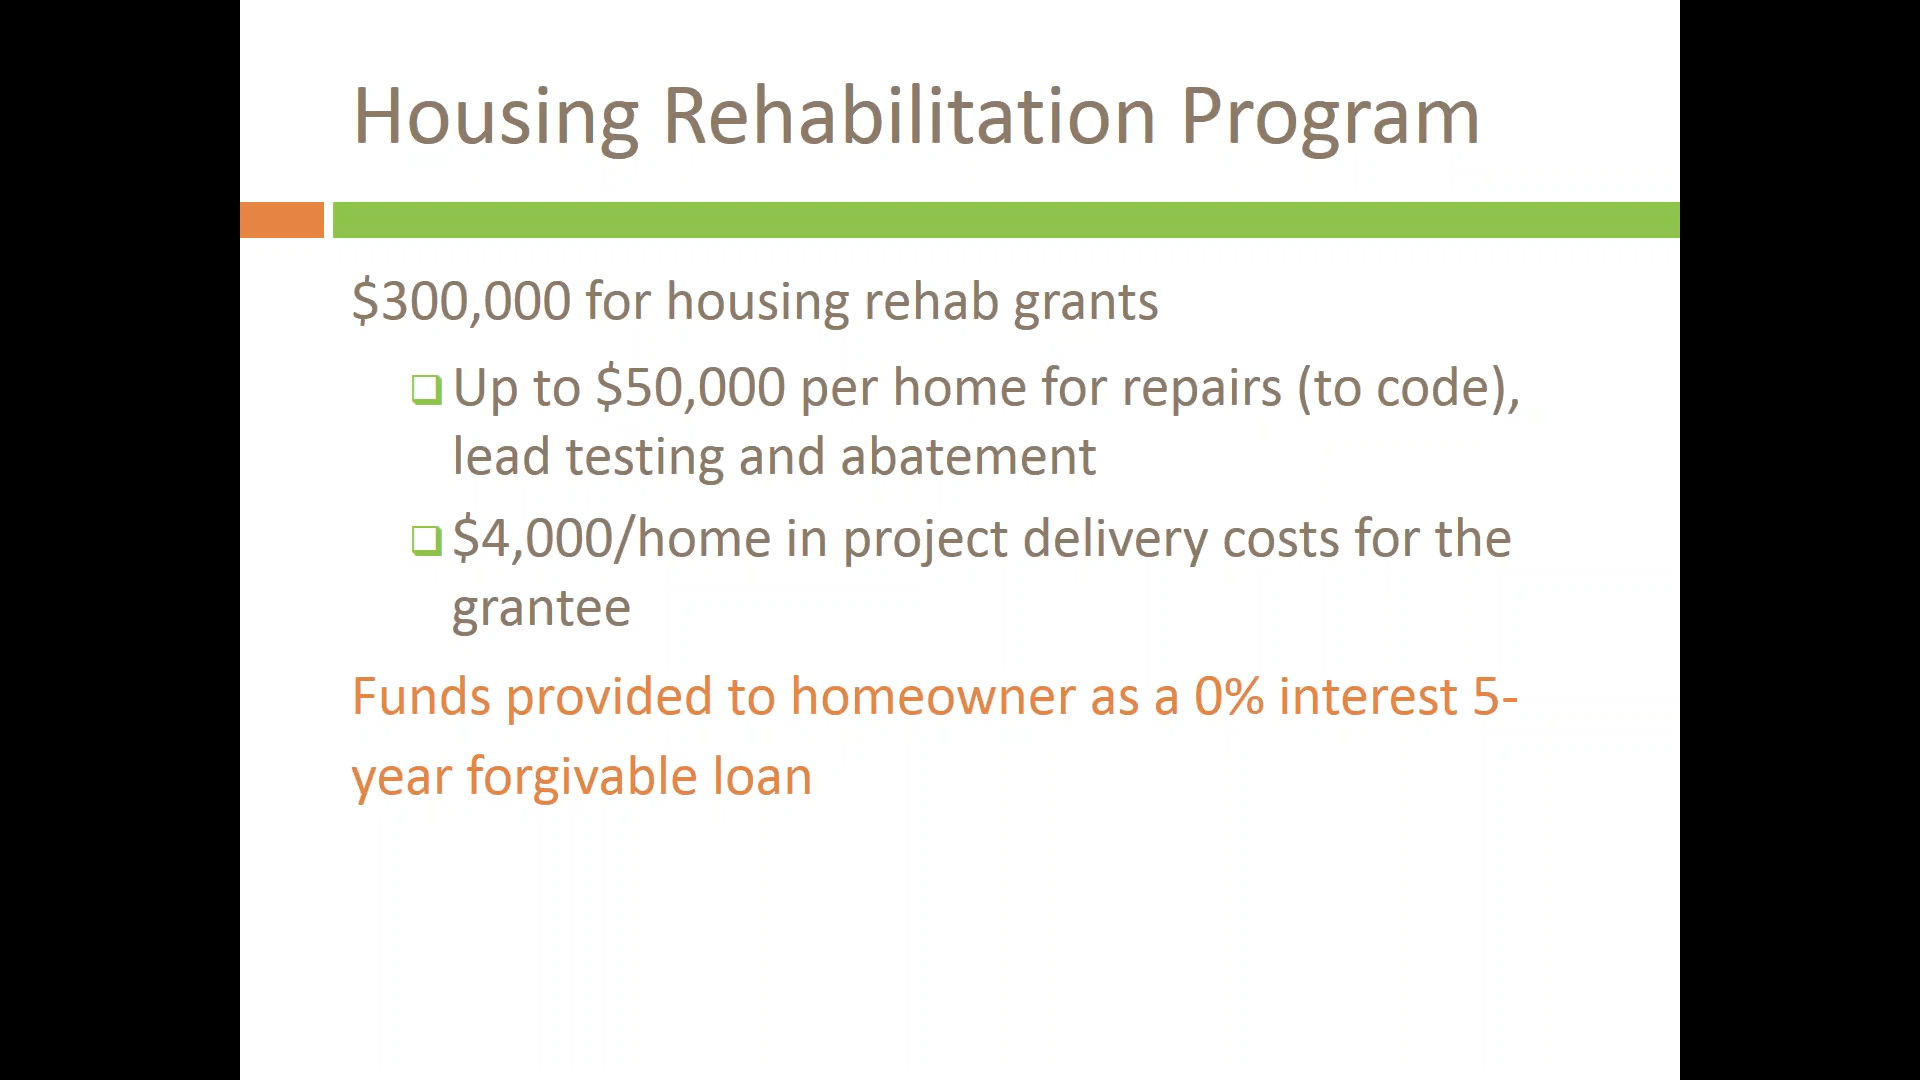 Housing Rehabilitation Program
$300,000 for housing rehab grants
Up to $50,000 per home for repairs (to code),
lead testing and abatement
$4,000/home in project delivery costs for the
grantee
Funds provided to homeowner as a 0% interest 5-
year forgivable loan